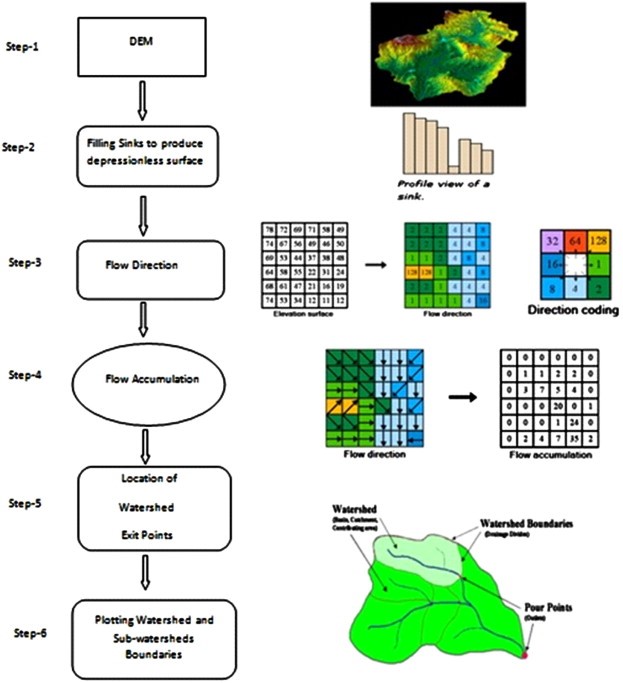 Step-1
DEM
Step-2
Filling Sinks to produce
depressionless surface
Profile view of a
sink.
Step-3
Flow Direction
78 72 69 71 58 49
74 67 56 49 46 50
69 53 44 37 38 48
64 58 55 22 31 24
68 61 47 21 16 19
74 53 34 12 11 12
Elevation surface
2 2 2 4 4 8
2 2 2 4 4 8
1 1 2 4 8 4
128 128 1 2 4 8
2 2 1 4 4 4
1 1 1 1 4 16
Flow direction
32 64 128
16 1
8 4 2
Direction coding
Step-4
Flow Accumulation
Flow direction
0 0 0 0 0 0
0 1 1 2 2 0
0 3 7 5 4 0
0 0 0 20 0 1
0 0 0 1 24 0
0 2 4 7 35 2
Flow accumulation
Step-5
Location of
Watershed
Exit Points
Watershed
(Basin, Catchment,
Contributing area)
Watershed Boundaries
(Drainage Divides)
Pour Points
(Outlets)
Step-6
Plotting Watershed and
Sub-watersheds
Boundaries